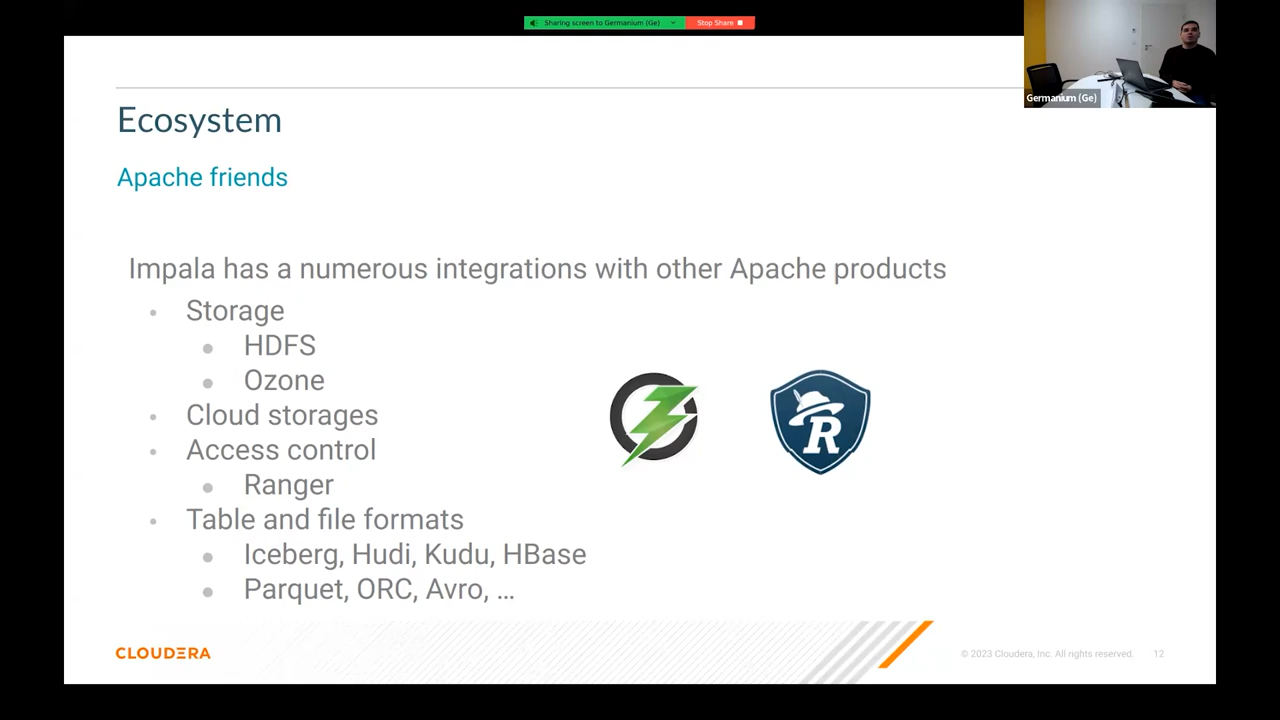 Sharing screen to Germanium (Ge)
Stop Share
Germanium (Ge)
Ecosystem
Apache friends
Impala has a numerous integrations with other Apache products
Storage
HDFS
Ozone
Cloud storages
Access control
Ranger
Table and file formats
Iceberg, Hudi, Kudu, HBase
Parquet, ORC, Avro, ...
R
CLOUDERA
© 2023 Cloudera, Inc. All rights reserved.
12